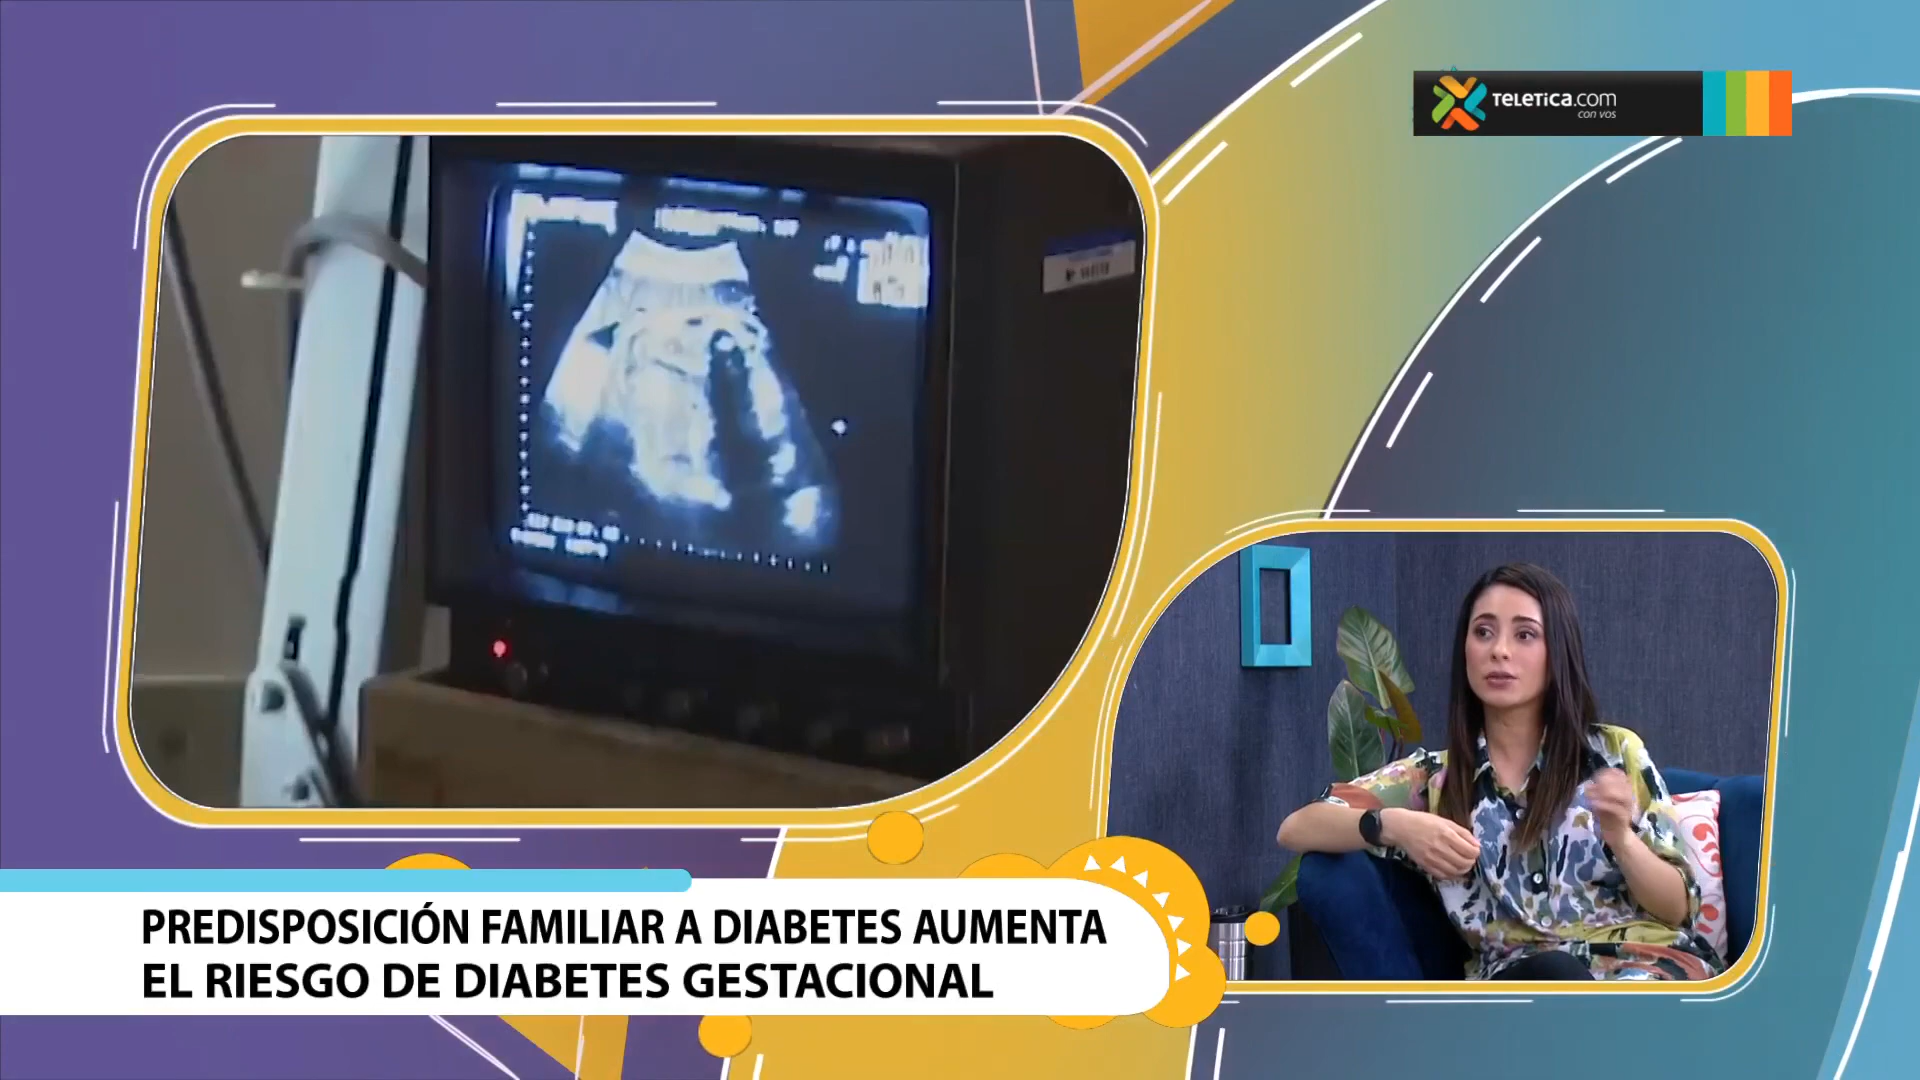 TELETICA.com
con vos
PREDISPOSICIÓN FAMILIAR A DIABETES AUMENTA
EL RIESGO DE DIABETES GESTACIONAL